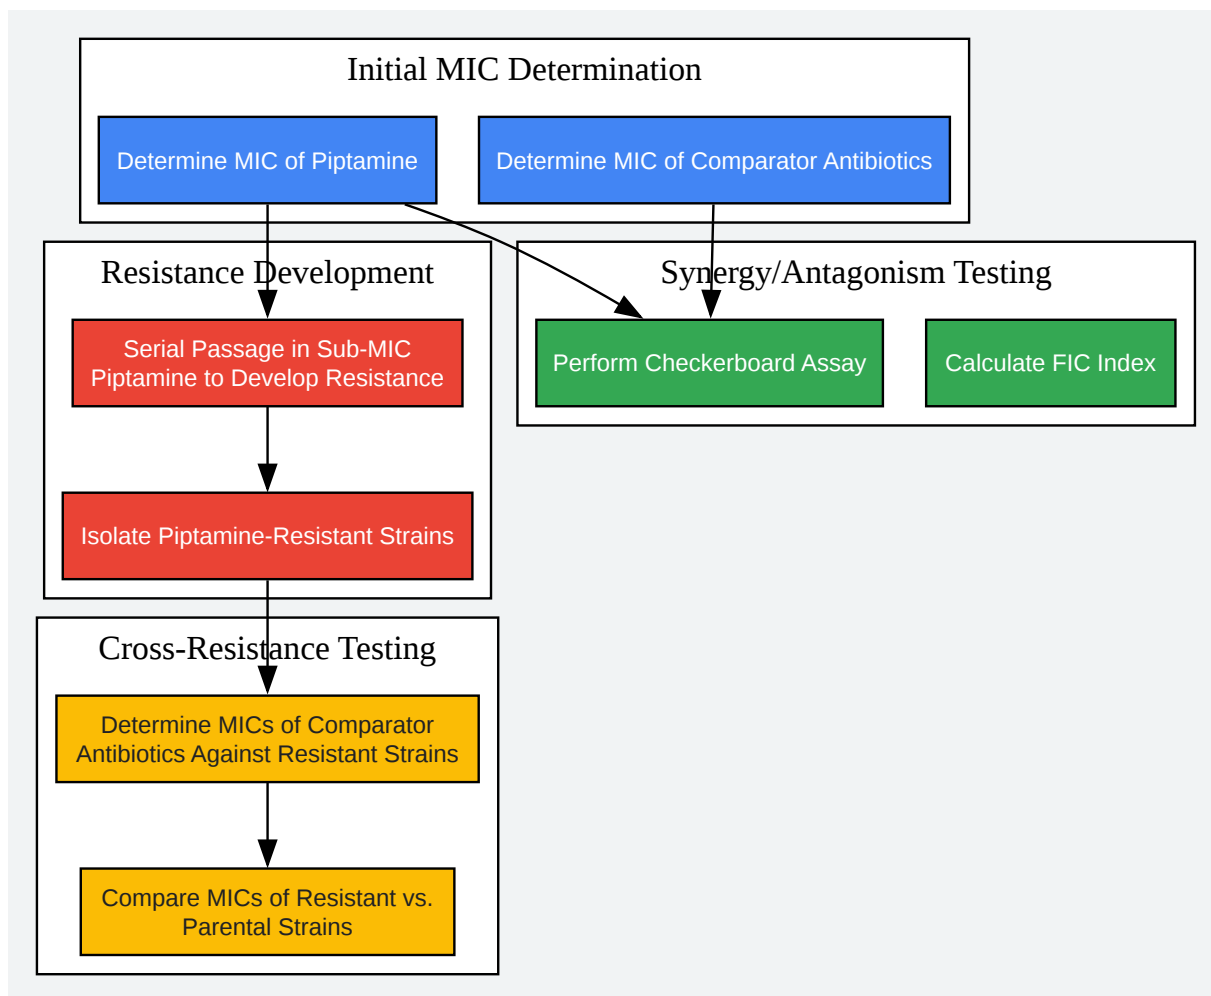 Initial MIC Determination
Determine MIC of Piptamine
Determine MIC of Comparator Antibiotics
Resistance Development
Synergy/Antagonism Testing
Serial Passage in Sub-MIC
Piptamine to Develop Resistance
Perform Checkerboard Assay
Calculate FIC Index
Isolate Piptamine-Resistant Strains
Cross-Resistance Testing
Determine MICs of Comparator
Antibiotics Against Resistant Strains
Compare MICs of Resistant vs.
Parental Strains